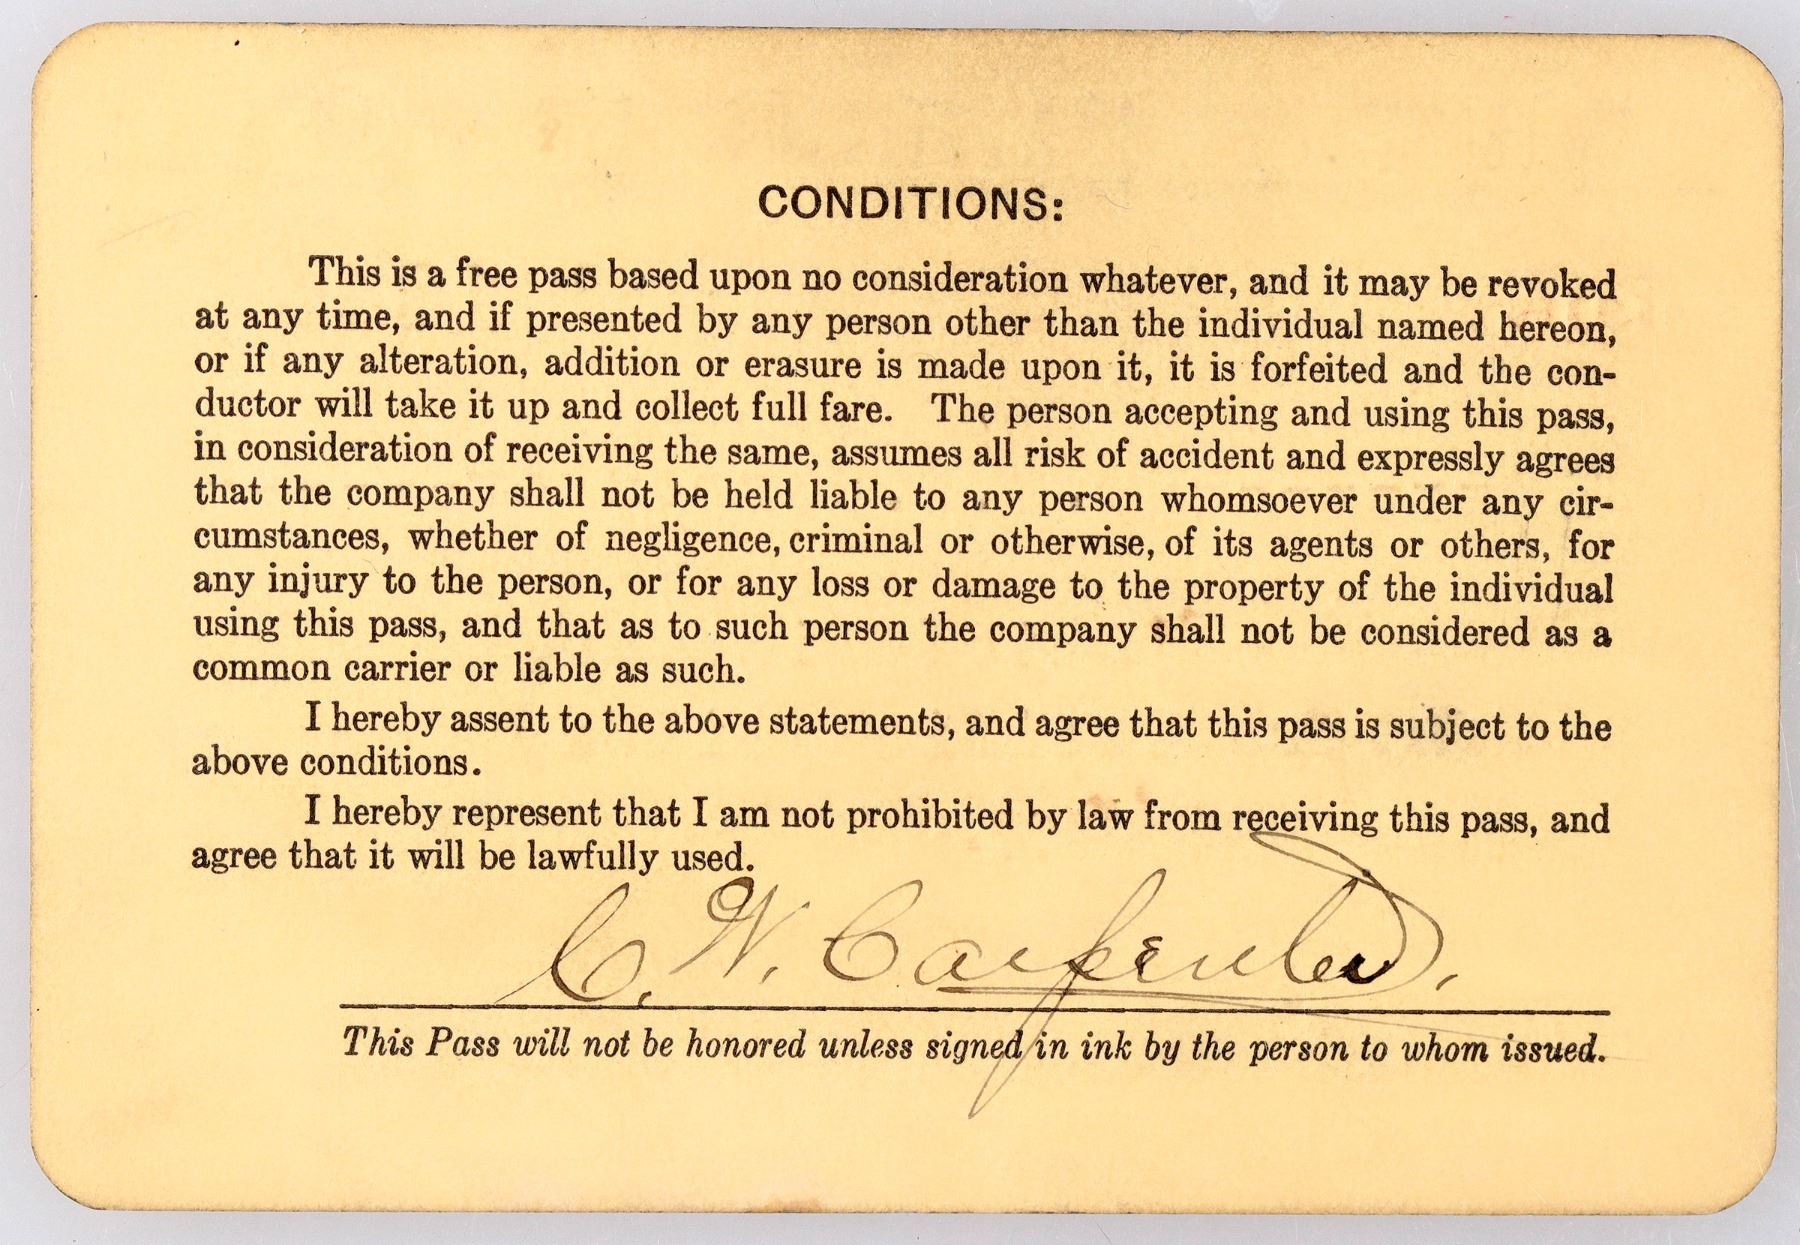 CONDITIONS:
This is a free pass based upon no consideration whatever, and it may be revoked
at any time, and if presented by any person other than the individual named hereon,
or if any alteration, addition or erasure is made upon it, it is forfeited and the con-
ductor will take it up and collect full fare. The person accepting and using this pass,
in consideration of receiving the same, assumes all risk of accident and expressly agrees
that the company shall not be held liable to any person whomsoever under any cir-
cumstances, whether of negligence, criminal or otherwise, of its agents or others, for
any injury to the person, or for any loss or damage to the property of the individual
using this pass, and that as to such person the company shall not be considered as a
common carrier or liable as such.
I hereby assent to the above statements, and agree that this pass is subject to the
above conditions.
I hereby represent that I am not prohibited by law from receiving this pass, and
agree that it will be lawfully used.
C. W. Carpenter.
This Pass will not be honored unless signed in ink by the person to whom issued.